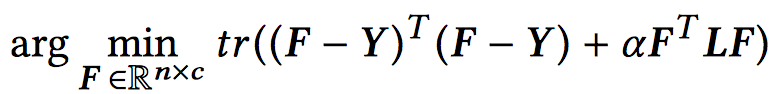 arg min_{F ∈ ℝ^{n×c}} tr((F − Y)^T (F − Y) + αF^T LF)